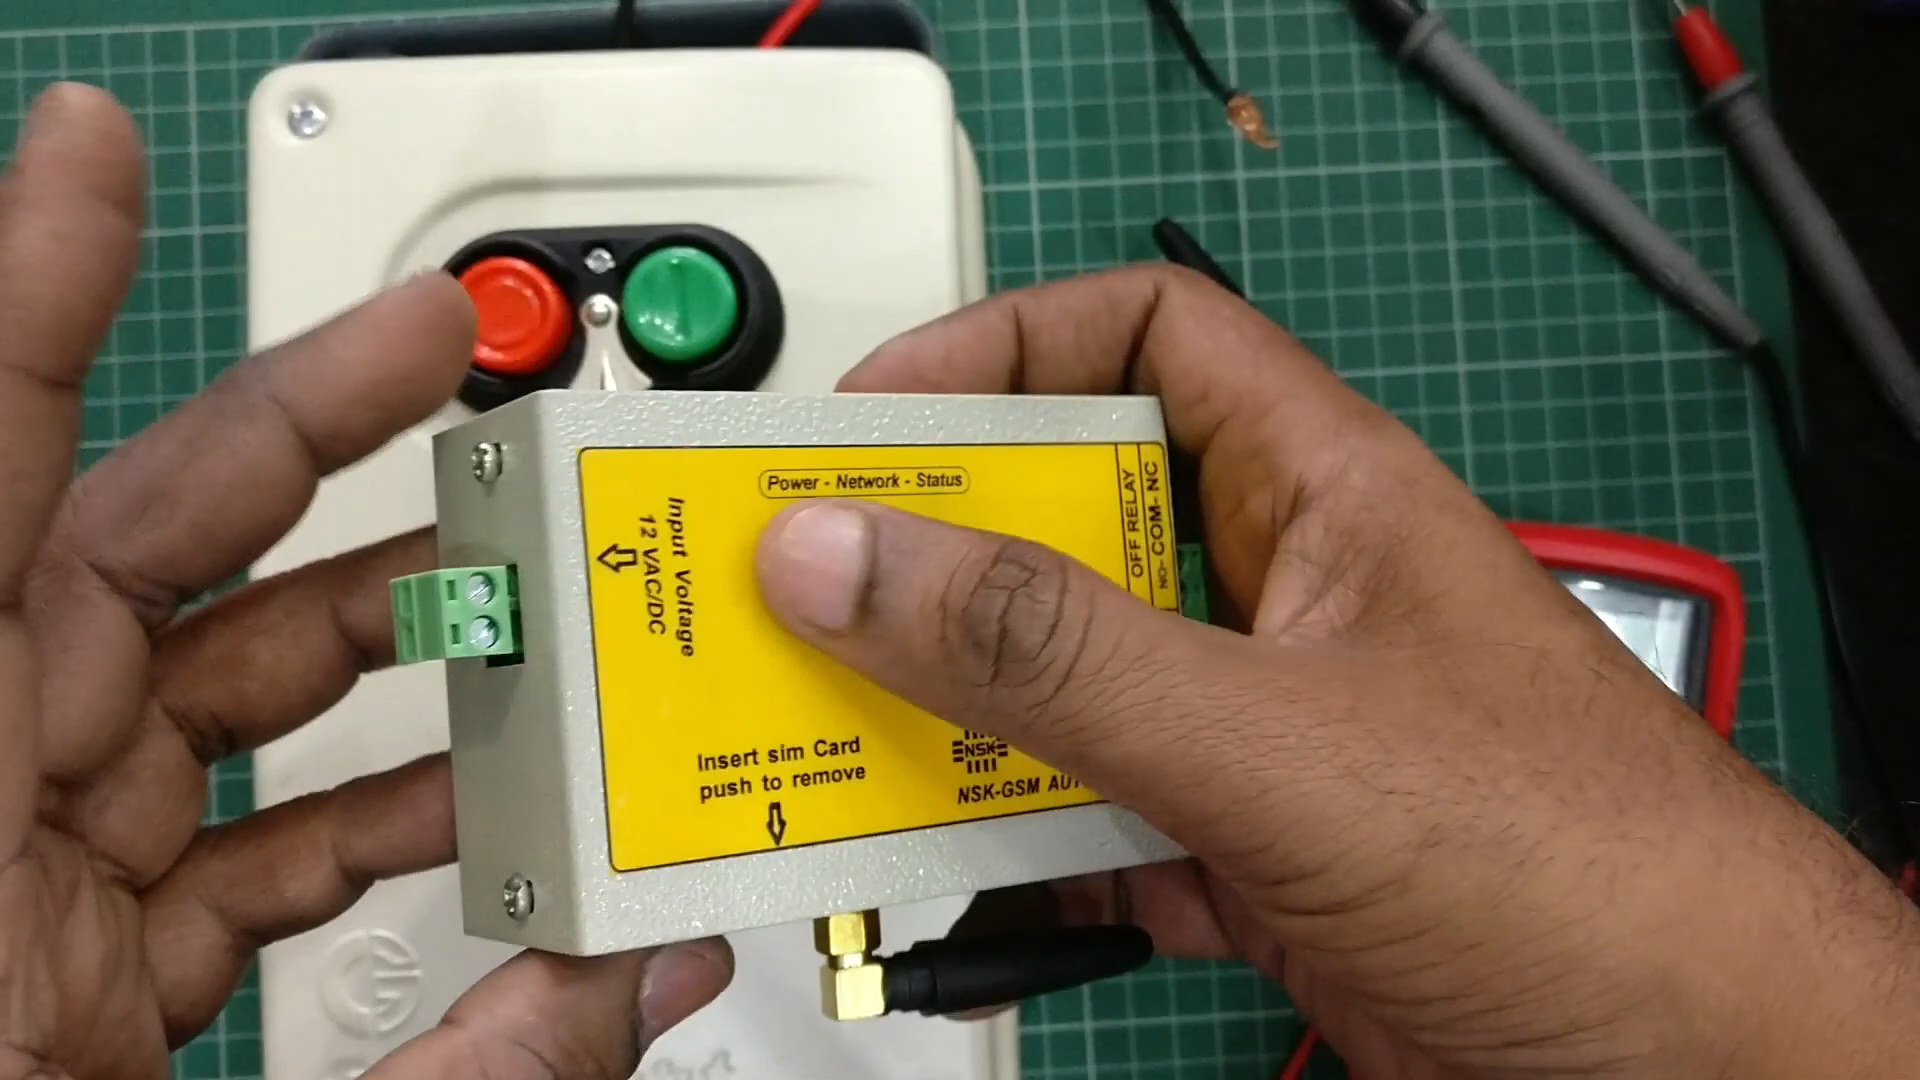 Power - Network - Status
Input Voltage
12 VAC/DC
OFF RELAY
NO- COM- NC
Insert sim Card
push to remove
NSK
NSK-GSM